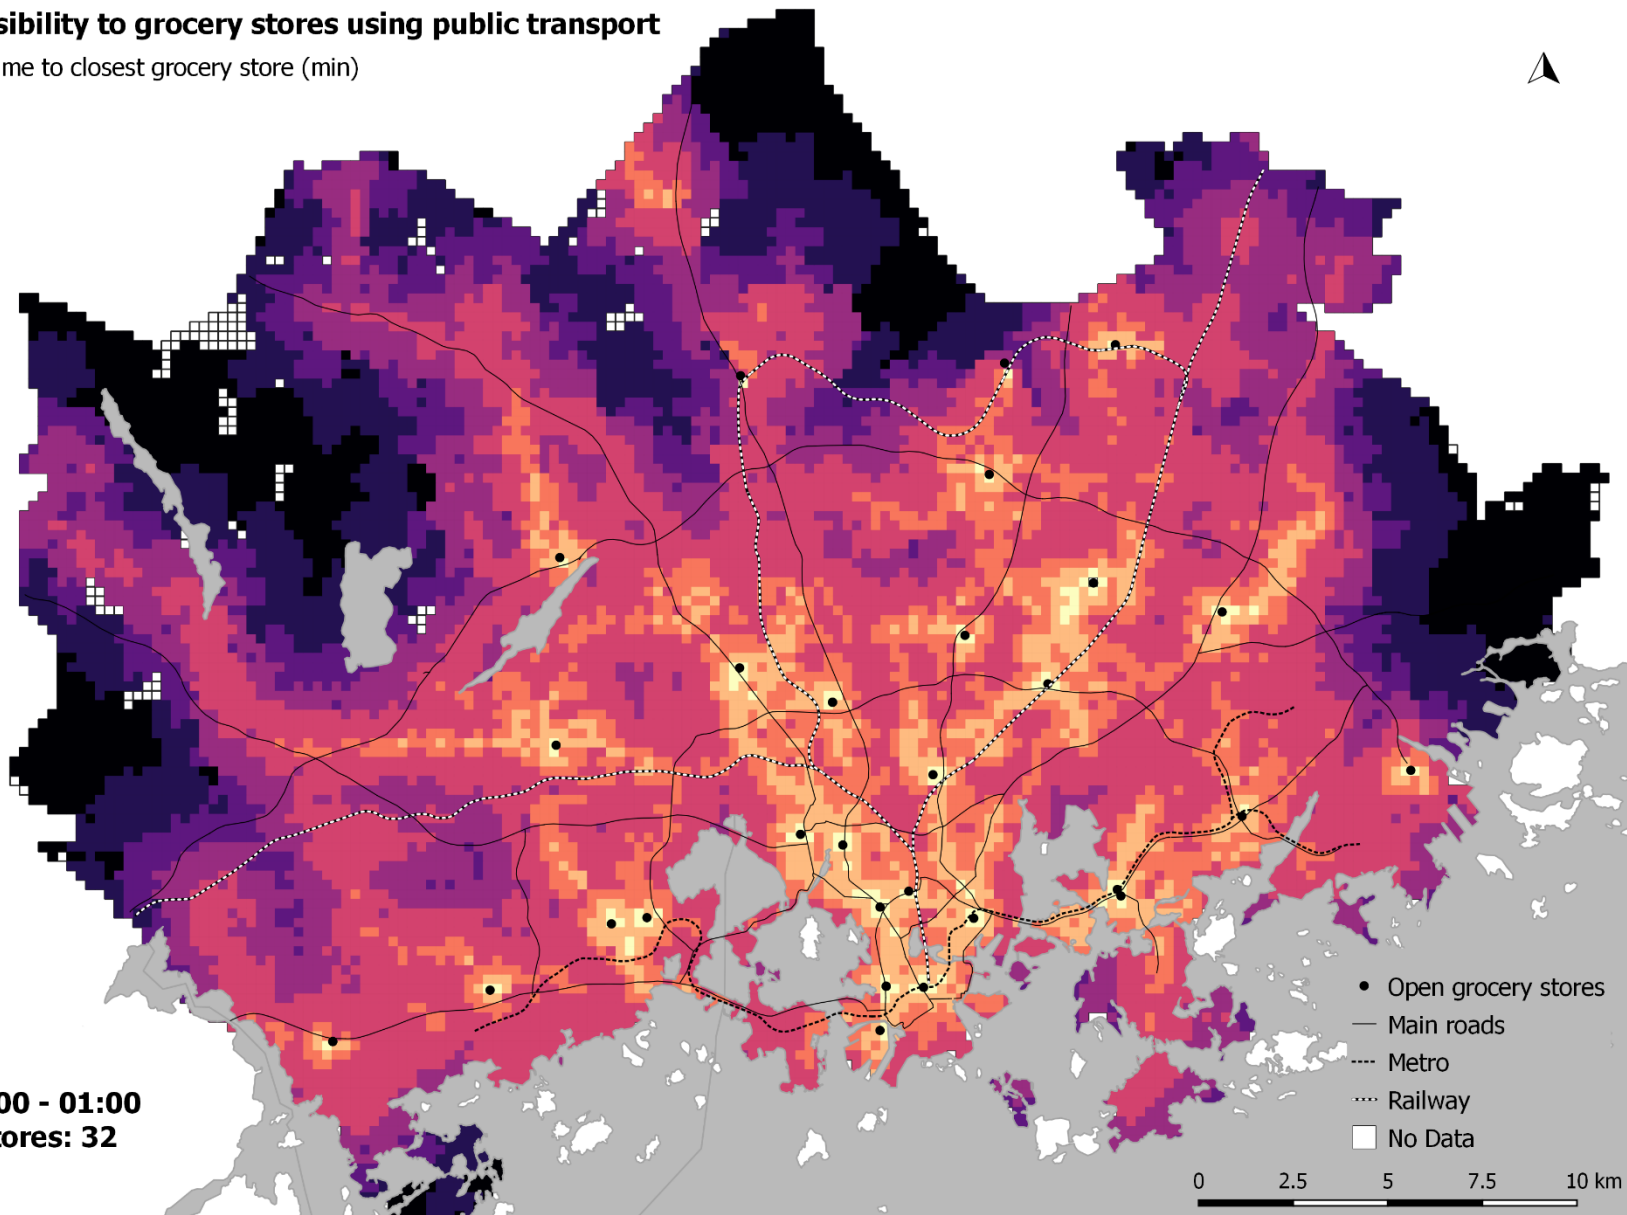 sibility to grocery stores using public transport
me to closest grocery store (min)
Open grocery stores
Main roads
Metro
Railway
No Data
00 - 01:00
tores: 32
0 2.5 5 7.5 10 km